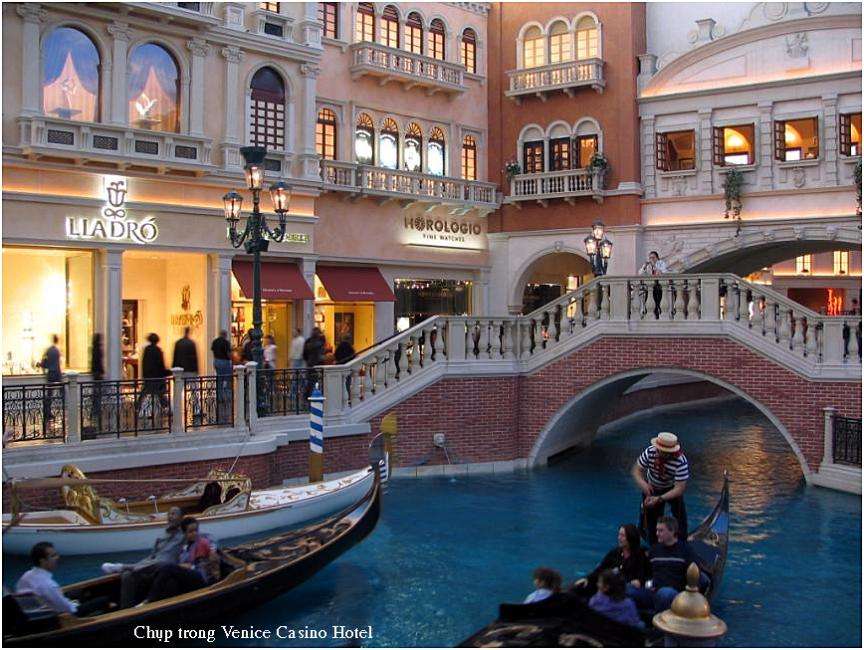 LLADRÓ
HOROLOGIO
FINE WATCHES
Chụp trong Venice Casino Hotel